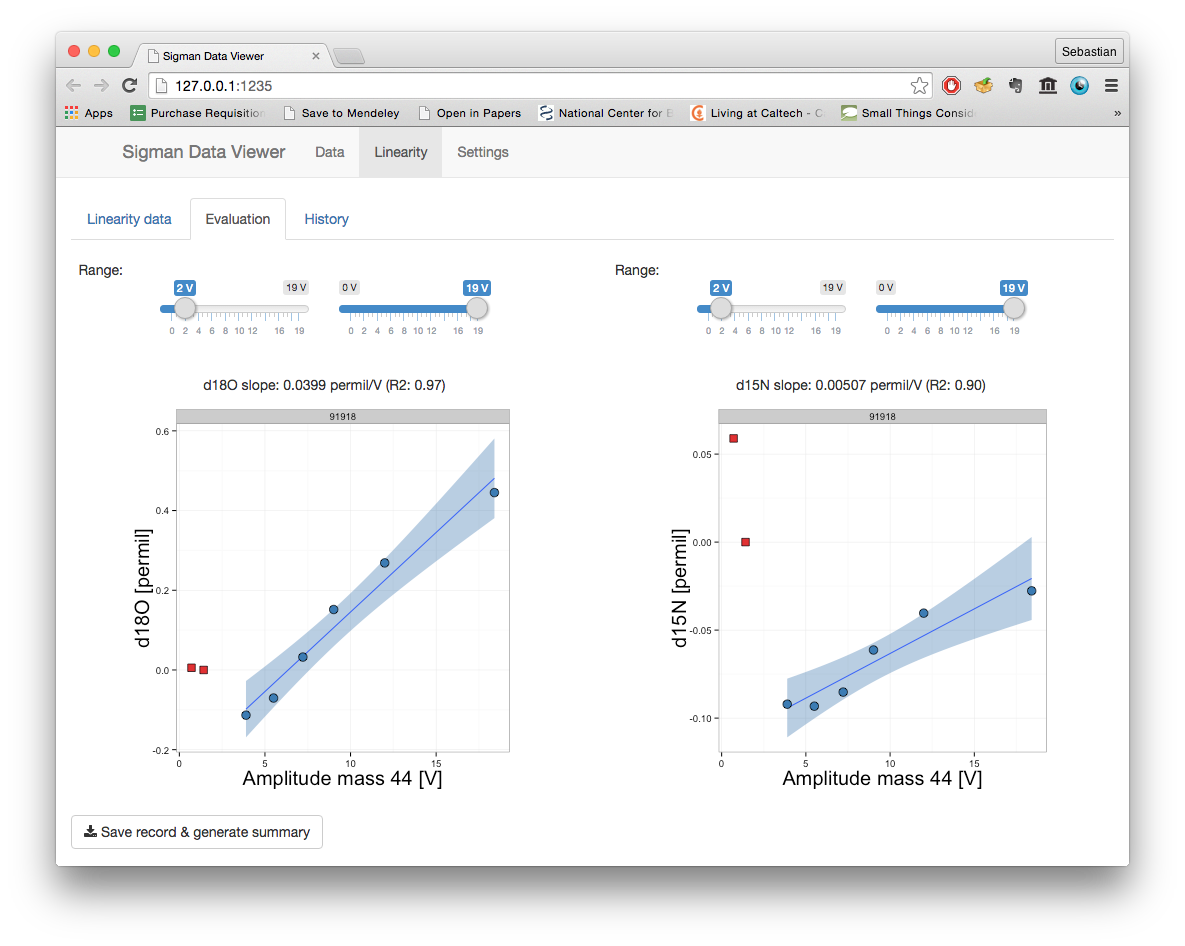 Sigman Data Viewer
Sebastian
127.0.0.1:1235
Apps Purchase Requisition Save to Mendeley Open in Papers National Center for Living at Caltech - Small Things Consid »
Sigman Data Viewer Data Linearity Settings
Linearity data Evaluation History
Range: Range:
2 V 19 V 0 V 19 V 2 V 19 V 0 V 19 V
0 2 4 6 8 10 12 16 19 0 2 4 6 8 10 12 16 19 0 2 4 6 8 10 12 16 19 0 2 4 6 8 10 12 16 19
d18O slope: 0.0399 permil/V (R2: 0.97)
91918
d18O [permil]
0.6
0.4
0.2
0.0
-0.2
0 5 10 15
Amplitude mass 44 [V]
d15N slope: 0.00507 permil/V (R2: 0.90)
91918
d15N [permil]
0.05
0.00
-0.05
-0.10
0 5 10 15
Amplitude mass 44 [V]
Save record & generate summary